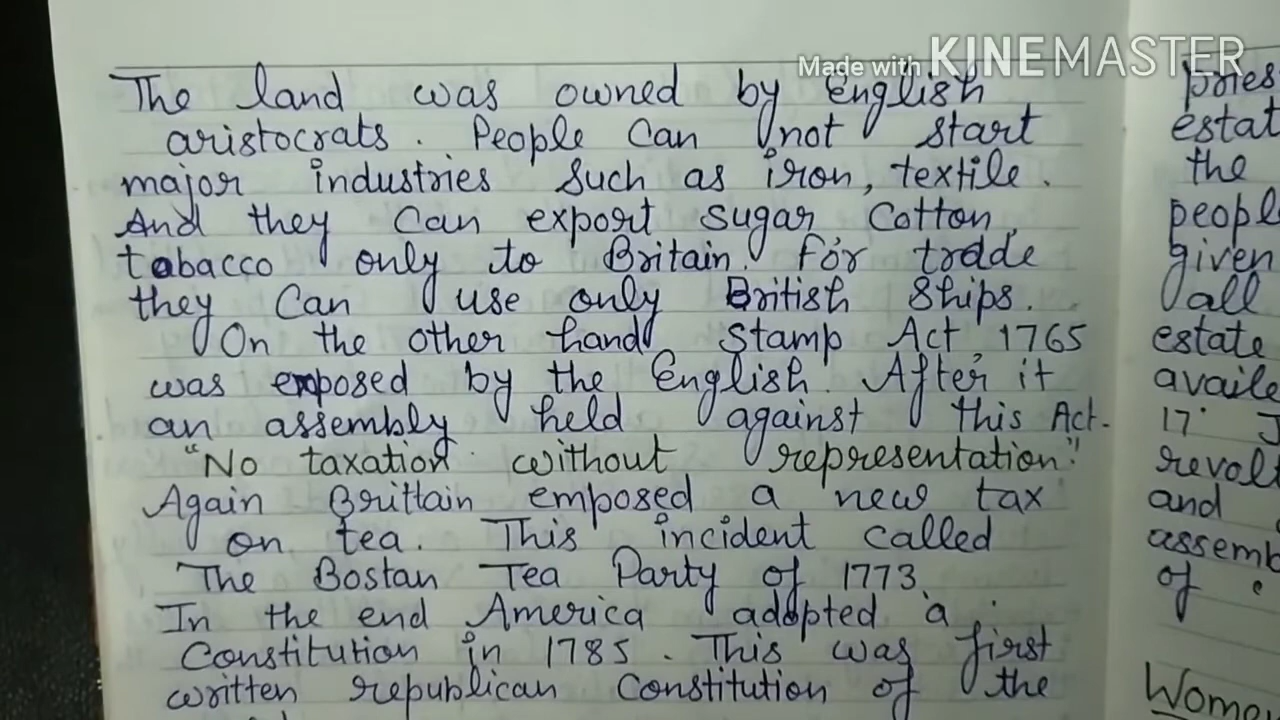 Made with KINEMASTER
The land was owned by English
aristocrats. People can not start
major industries such as iron, textile.
And they can export sugar cotton,
tobacco only to Britain. For trade
they can use only British ships.
On the other hand Stamp Act, 1765
was emposed by the English. After it
an assembly held against this Act.
"No taxation without representation."
Again Brittain emposed a new tax
on tea. This incident called
The Bostan Tea Party of 1773.
In the end America adopted a
Constitution in 1785. This was first
written republican Constitution of the
pries
estat
the
peopl
given
all
estate
availe
17 J
revol
and
assemb
of
Women